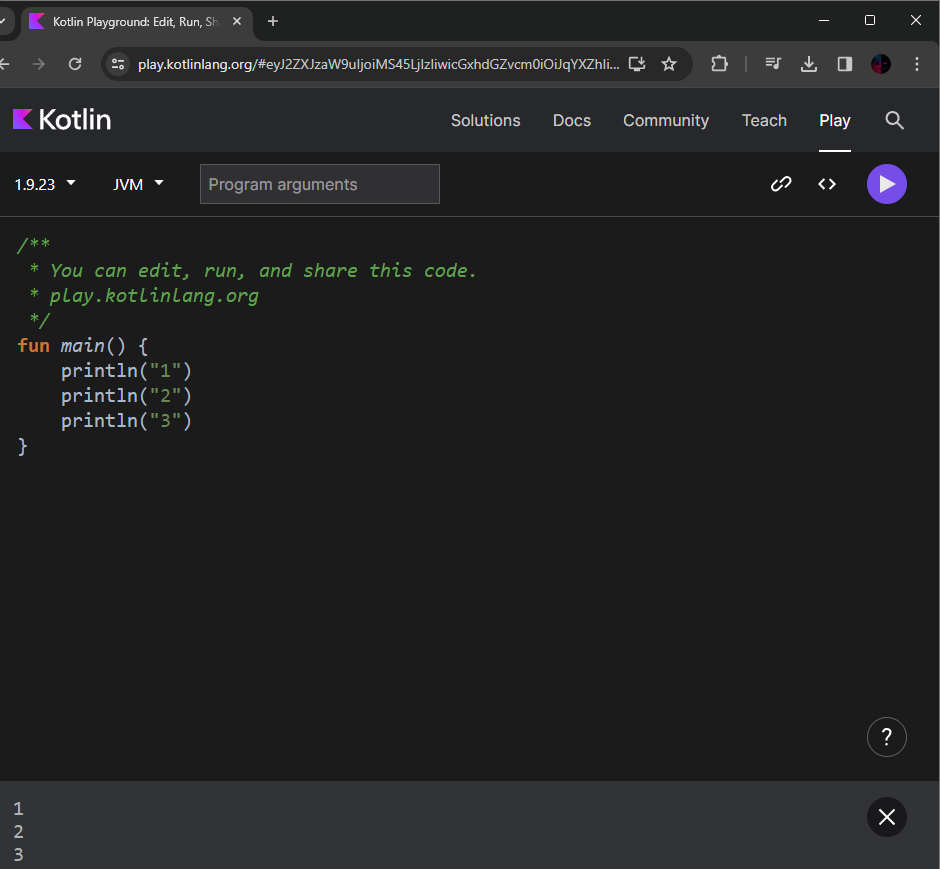 Kotlin Playground: Edit, Run, Sh
play.kotlinlang.org/#eyJ2ZXJzaW9uIjoiMS45LjIzIiwicGxhdGZvcm0iOiJqYXZhIi...
Kotlin
Solutions Docs Community Teach Play
1.9.23 JVM Program arguments
/**
* You can edit, run, and share this code.
* play.kotlinlang.org
*/
fun main() {
println("1")
println("2")
println("3")
}
?
1
2
3